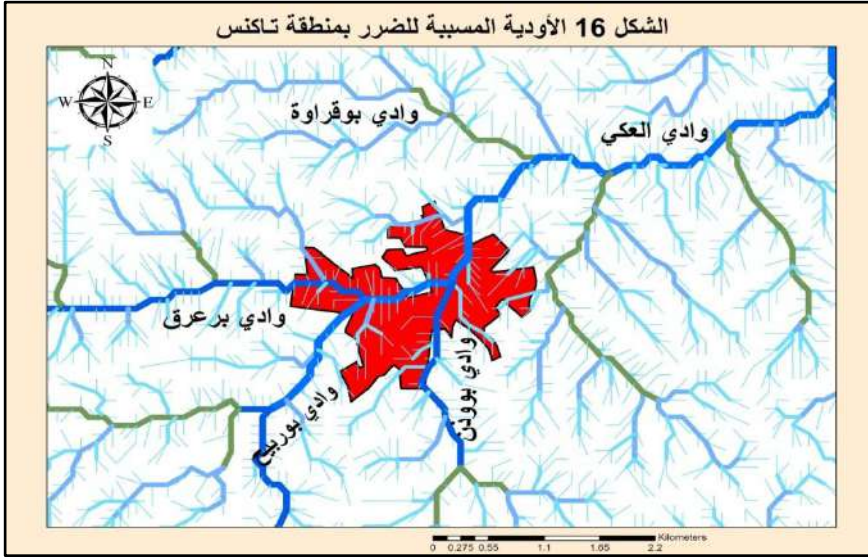 الشكل 16 الأودية المسببة للضرر بمنطقة تاكنس
N
W E
S
وادي بوقراوة
وادي العكي
وادي برعرق
وادي بوربيع
وادي بوودن
Kilometers
0 0.275 0.55 1.1 1.65 2.2